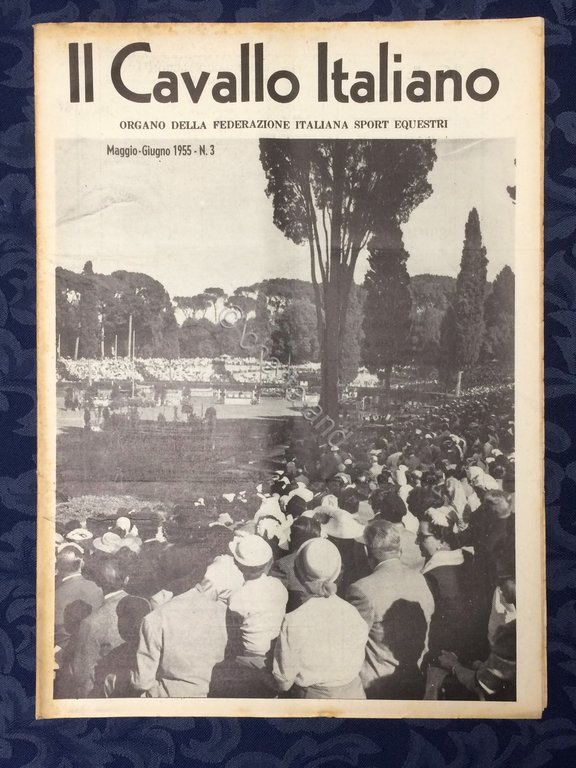 Il Cavallo Italiano
ORGANO DELLA FEDERAZIONE ITALIANA SPORT EQUESTRI
Maggio-Giugno 1955 - N. 3